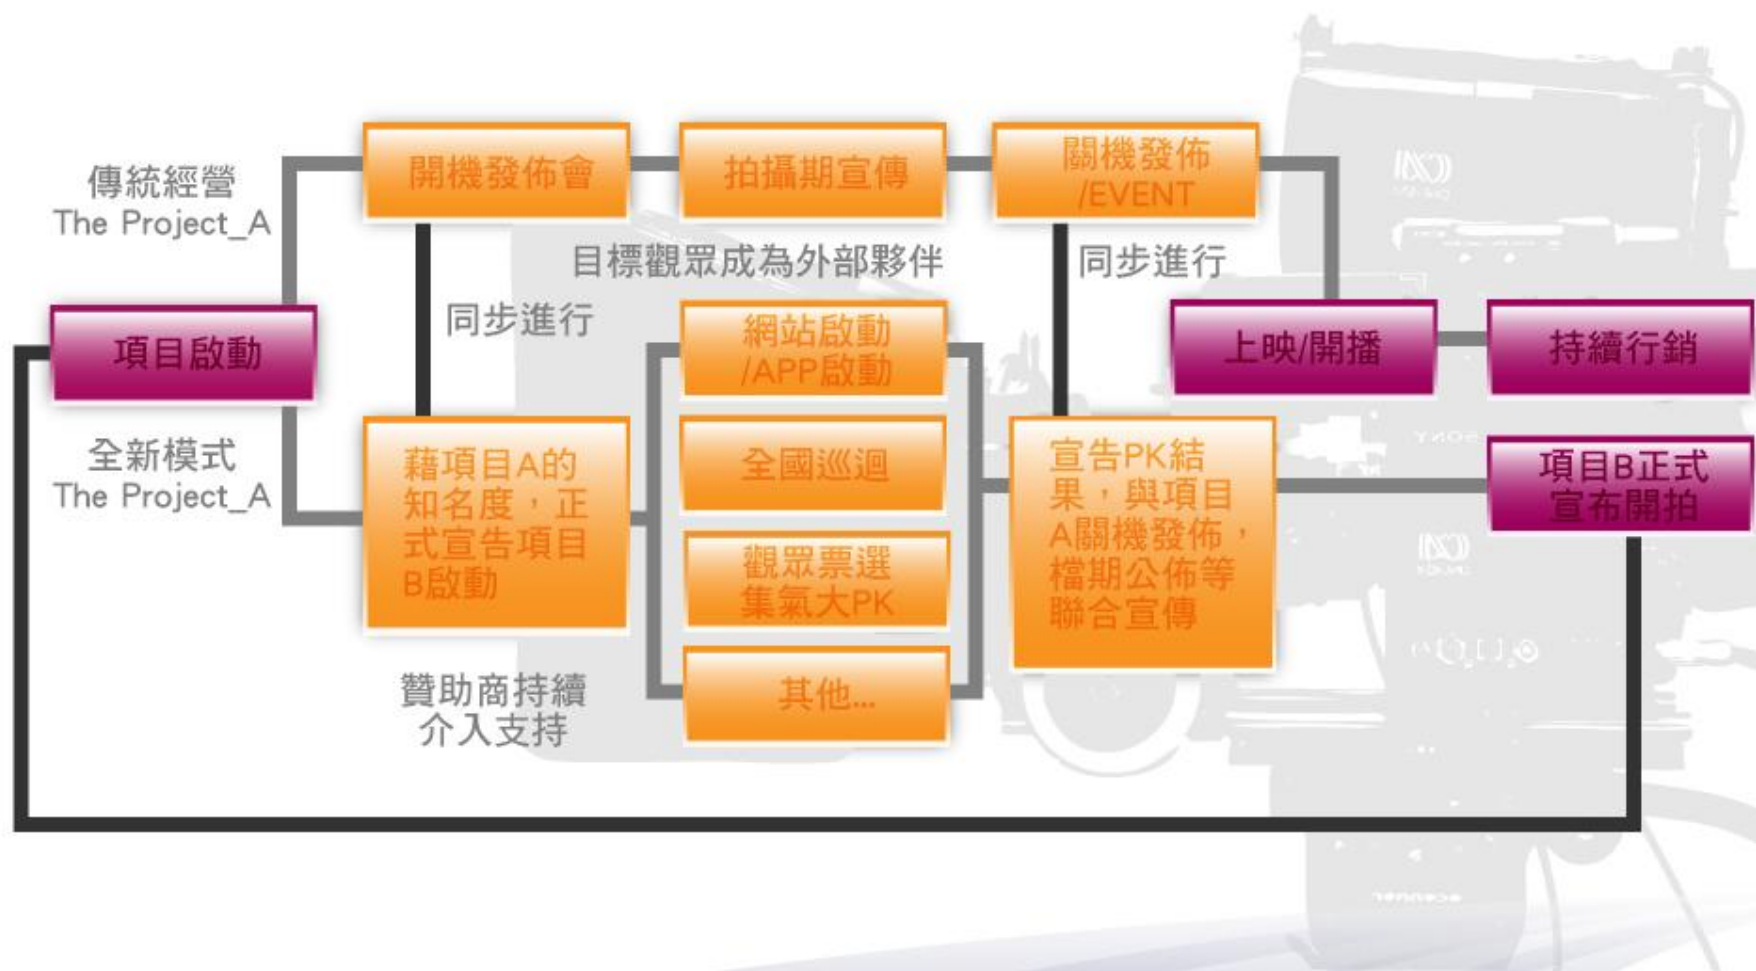 傳統經營
The Project_A
開機發佈會
拍攝期宣傳
關機發佈
/EVENT
目標觀眾成為外部夥伴
同步進行
同步進行
項目啟動
網站啟動
/APP啟動
上映/開播
持續行銷
全新模式
The Project_A
藉項目A的
知名度，正
式宣告項目
B啟動
全國巡迴
觀眾票選
集氣大PK
其他...
宣告PK結
果，與項目
A關機發佈，
檔期公佈等
聯合宣傳
項目B正式
宣布開拍
贊助商持續
介入支持